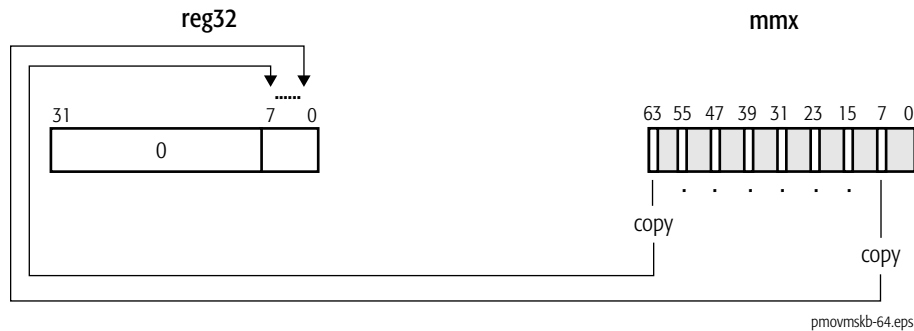 reg32 mmx
......
31 7 0 63 55 47 39 31 23 15 7 0
0
. . . . . .
copy
copy
pmovmskb-64.eps